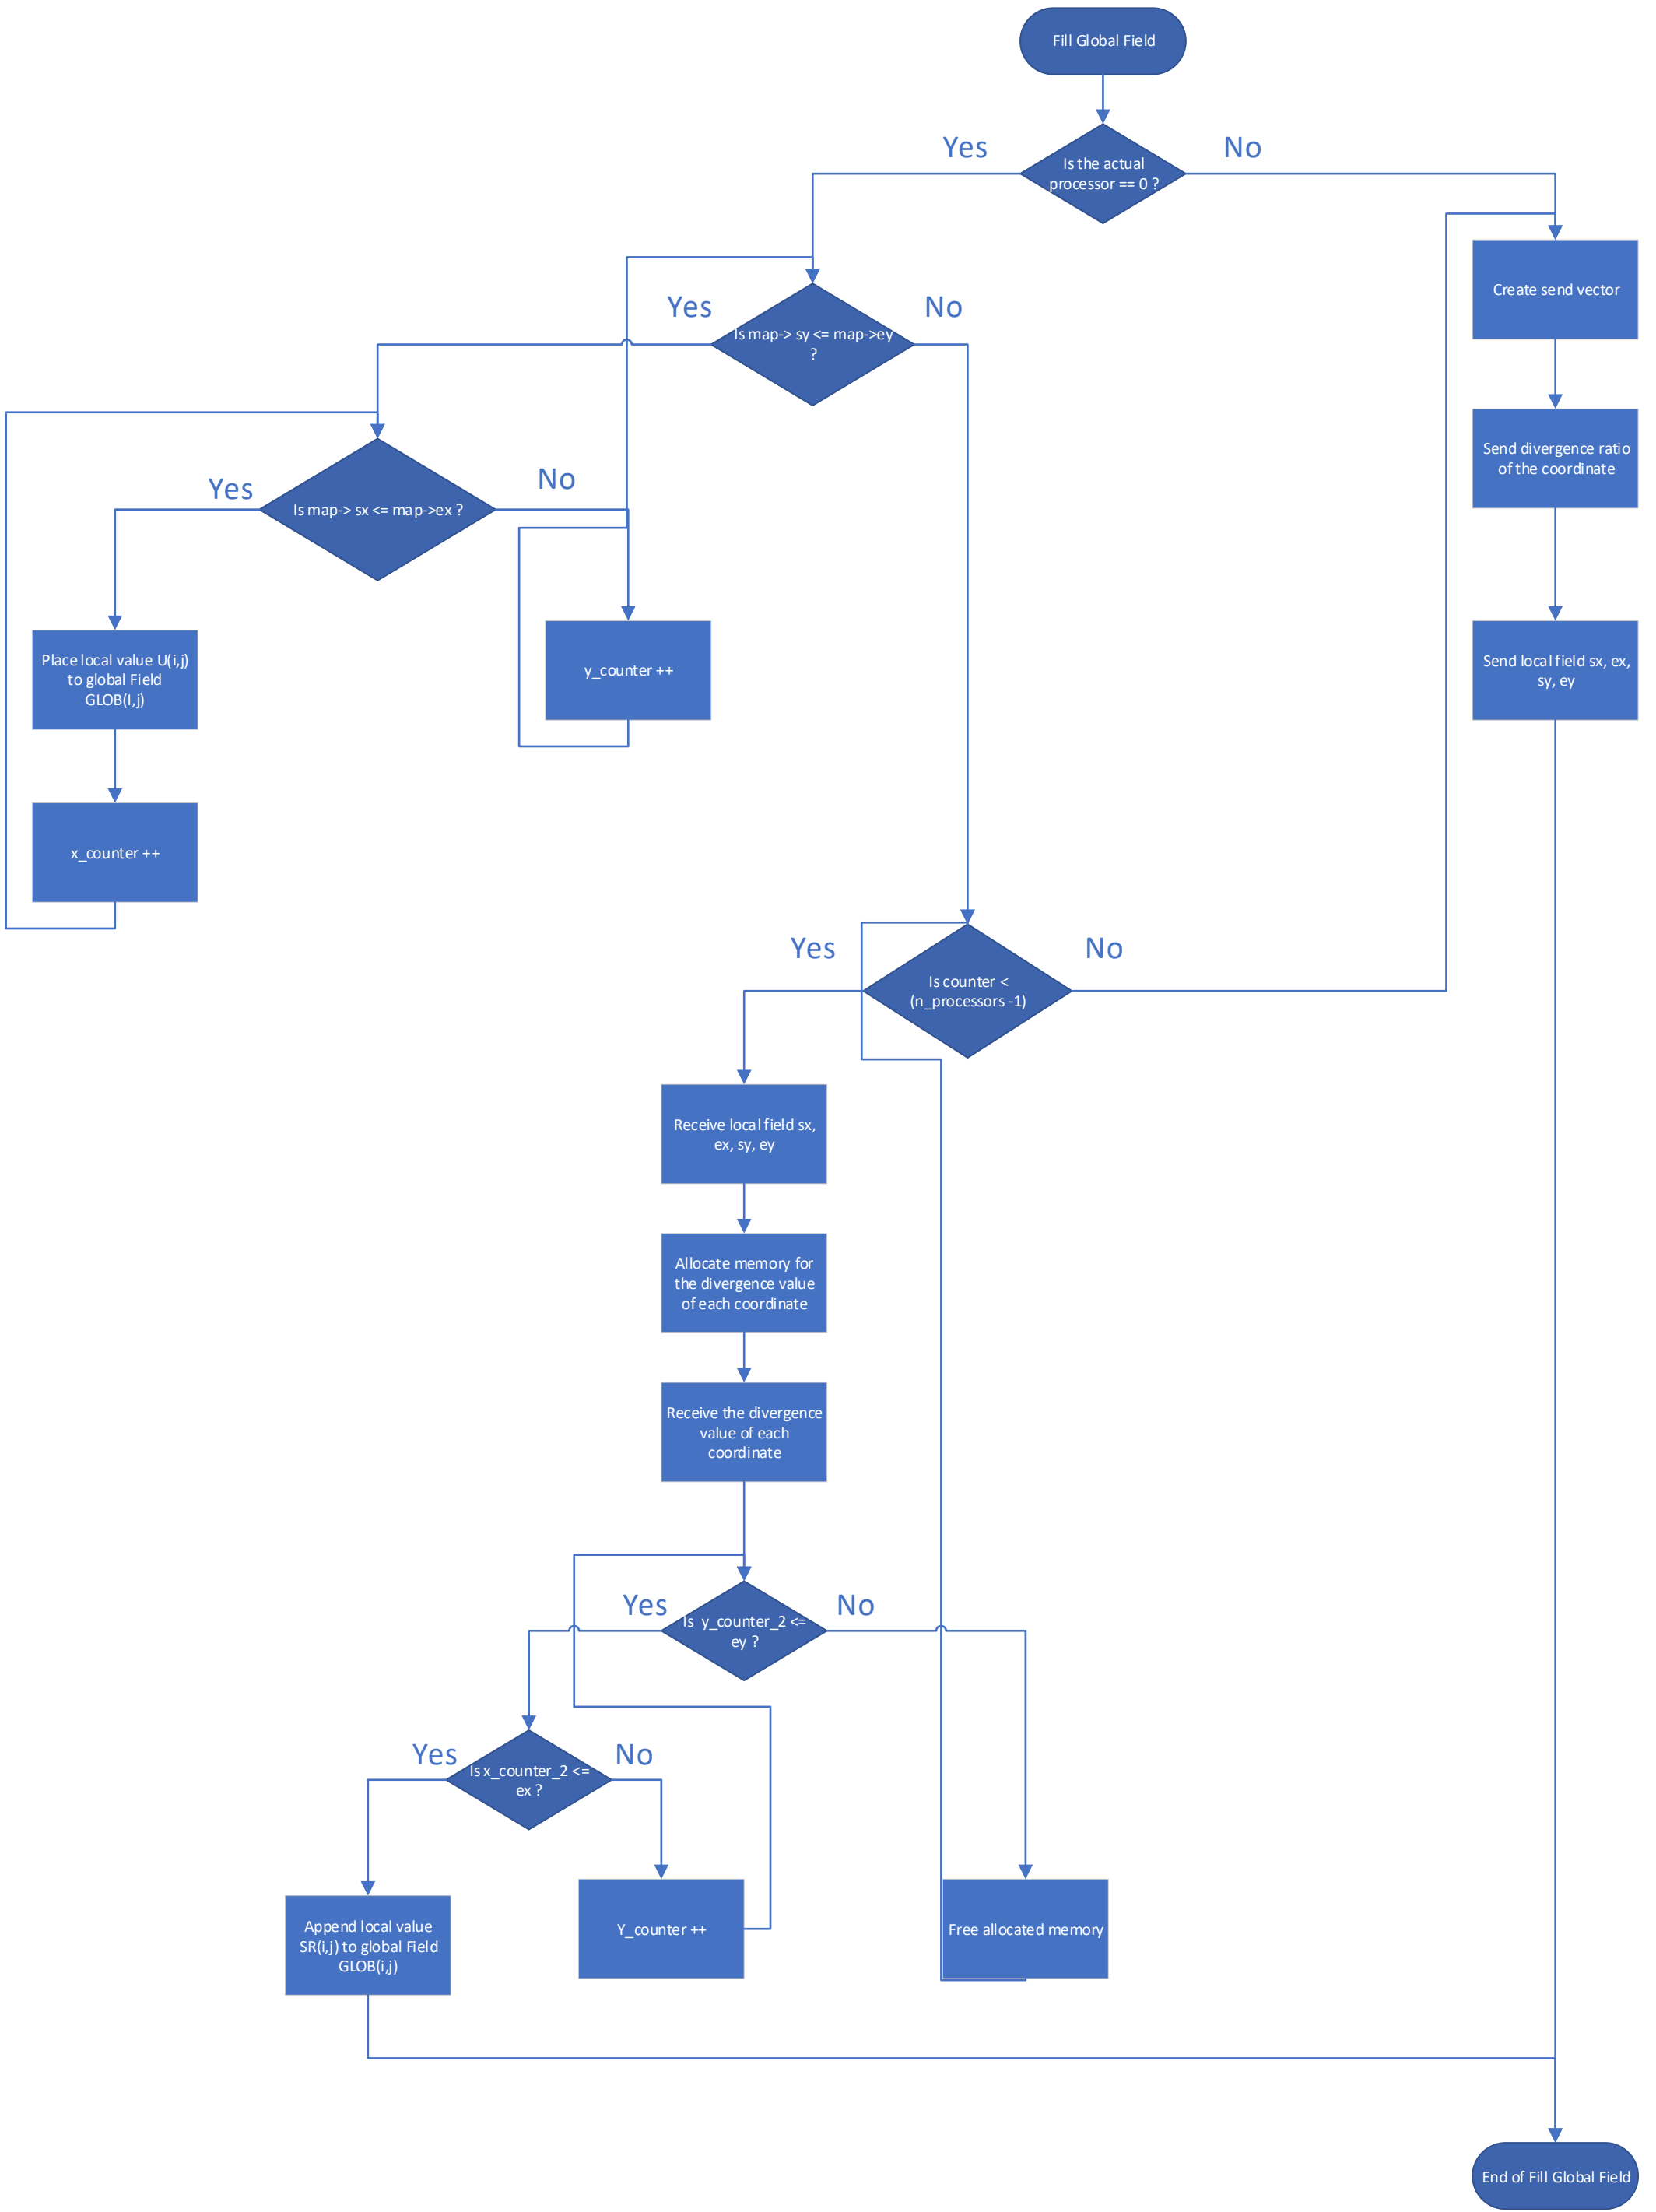 Fill Global Field
Is the actual
processor == 0 ?
Yes
No
Is map-> sy <= map->ey
?
Yes
No
Create send vector
Send divergence ratio
of the coordinate
Send local field sx, ex,
sy, ey
Is map-> sx <= map->ex ?
Yes
No
Place local value U(i,j)
to global Field
GLOB(I,j)
x_counter ++
y_counter ++
Is counter <
(n_processors -1)
Yes
No
Receive local field sx,
ex, sy, ey
Allocate memory for
the divergence value
of each coordinate
Receive the divergence
value of each
coordinate
Is  y_counter_2 <=
ey ?
Yes
No
Is x_counter_2 <=
ex ?
Yes
No
Append local value
SR(i,j) to global Field
GLOB(i,j)
Y_counter ++
Free allocated memory
End of Fill Global Field